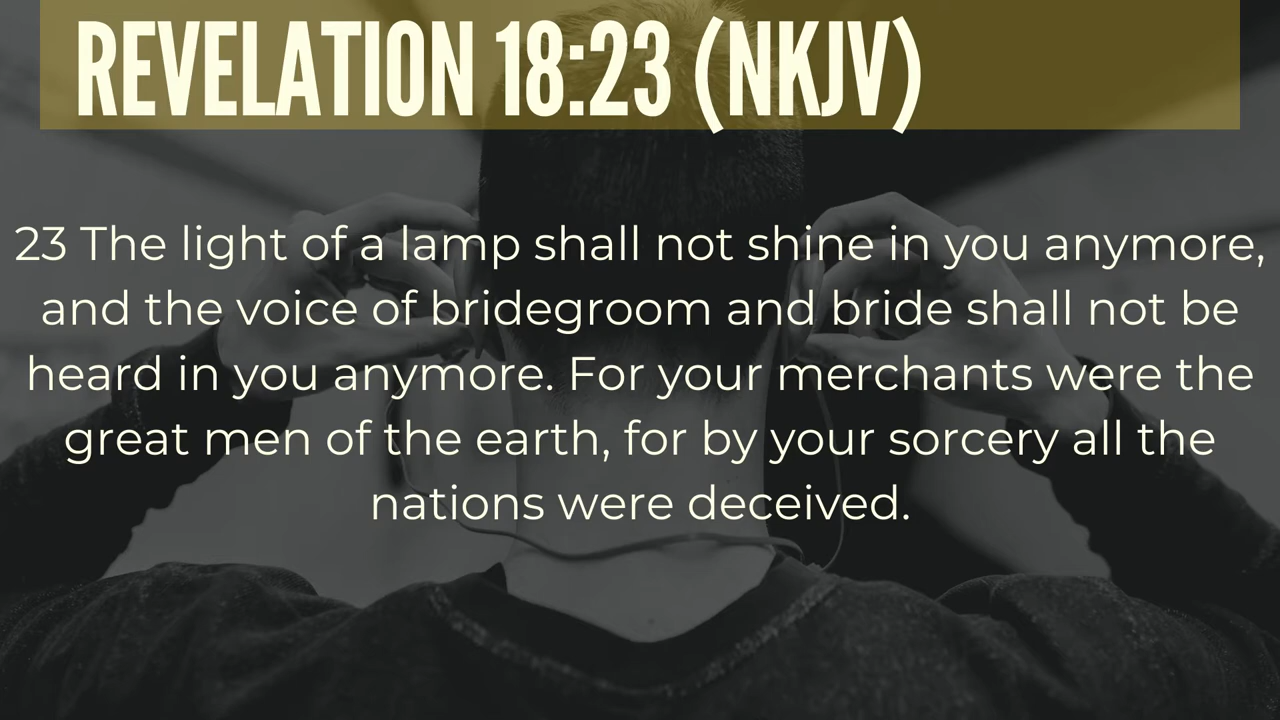 REVELATION 18:23 (NKJV)
23 The light of a lamp shall not shine in you anymore,
and the voice of bridegroom and bride shall not be
heard in you anymore. For your merchants were the
great men of the earth, for by your sorcery all the
nations were deceived.